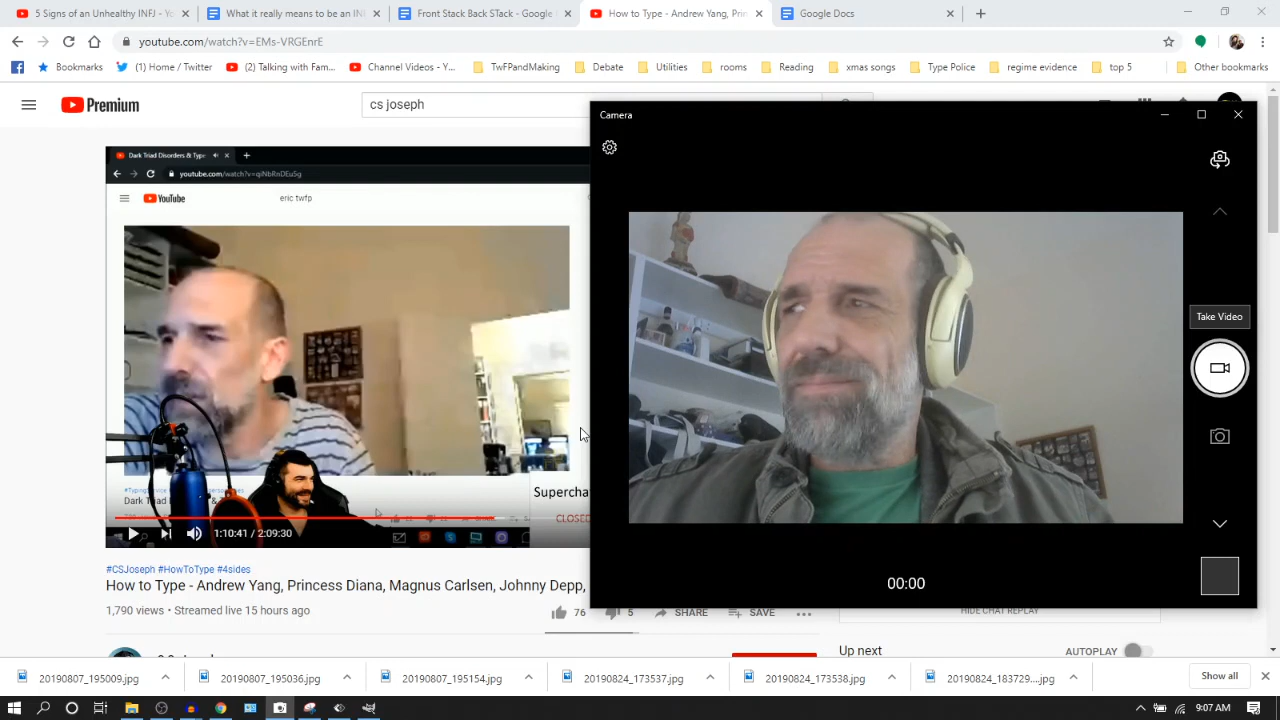 5 Signs of an Unhealthy INFJ - Yo
What it really means to be an IN
Front Stack Back STack - Google
How to Type - Andrew Yang, Prin
Google Docs
youtube.com/watch?v=EMs-VRGEnrE
Bookmarks
(1) Home / Twitter
(2) Talking with Fam...
Channel Videos - Y...
TwFPandMaking
Debate
Utilities
rooms
Reading
xmas songs
Type Police
regime evidence
top 5
Other bookmarks
Premium
cs joseph
Camera
Dark Triad Disorders & Type
youtube.com/watch?v=qiNbRnDEuSg
YouTube
eric twfp
Take Video
Supercha
CLOSED
1:10:41 / 2:09:30
00:00
#CSJoseph #HowToType #4sides
How to Type - Andrew Yang, Princess Diana, Magnus Carlsen, Johnny Depp,
1,790 views • Streamed live 15 hours ago
76
5
SHARE
SAVE
HIDE CHAT REPLAY
Up next
AUTOPLAY
20190807_195009.jpg
20190807_195036.jpg
20190807_195154.jpg
20190824_173537.jpg
20190824_173538.jpg
20190824_183729....jpg
Show all
9:07 AM